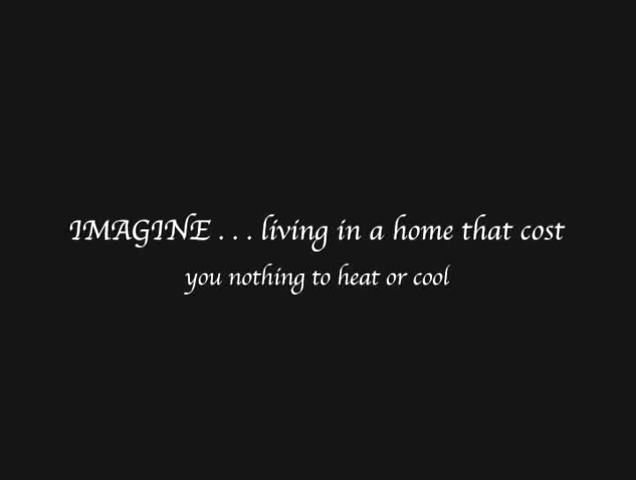 IMAGINE . . . living in a home that cost
you nothing to heat or cool